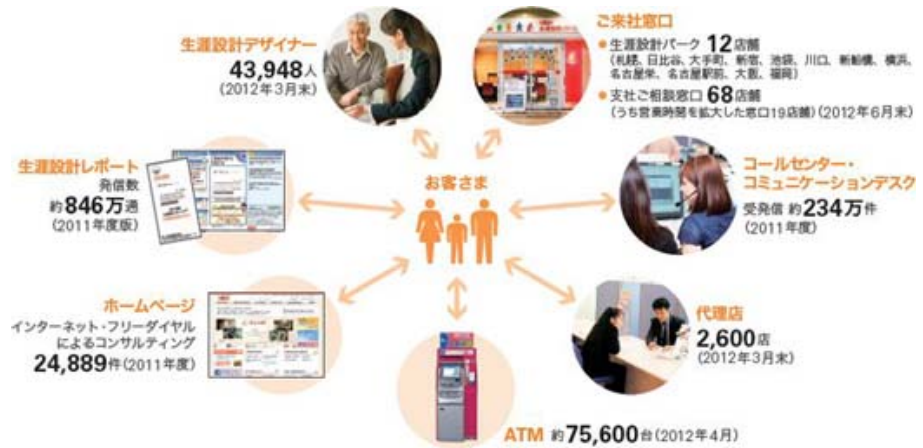 生涯設計デザイナー
43,948人
(2012年3月末)
ご来社窓口
● 生涯設計パーク 12店舗
(札幌、日比谷、大手町、新宿、池袋、川口、新船橋、横浜、
名古屋栄、名古屋駅前、大阪、福岡)
● 支社ご相談窓口 68店舗
(うち営業時間を拡大した窓口19店舗)(2012年6月末)
生涯設計レポート
発信数
約846万通
(2011年度版)
お客さま
コールセンター・
コミュニケーションデスク
受発信 約234万件
(2011年度)
ホームページ
インターネット・フリーダイヤル
によるコンサルティング
24,889件(2011年度)
代理店
2,600店
(2012年3月末)
ATM 約75,600台(2012年4月)